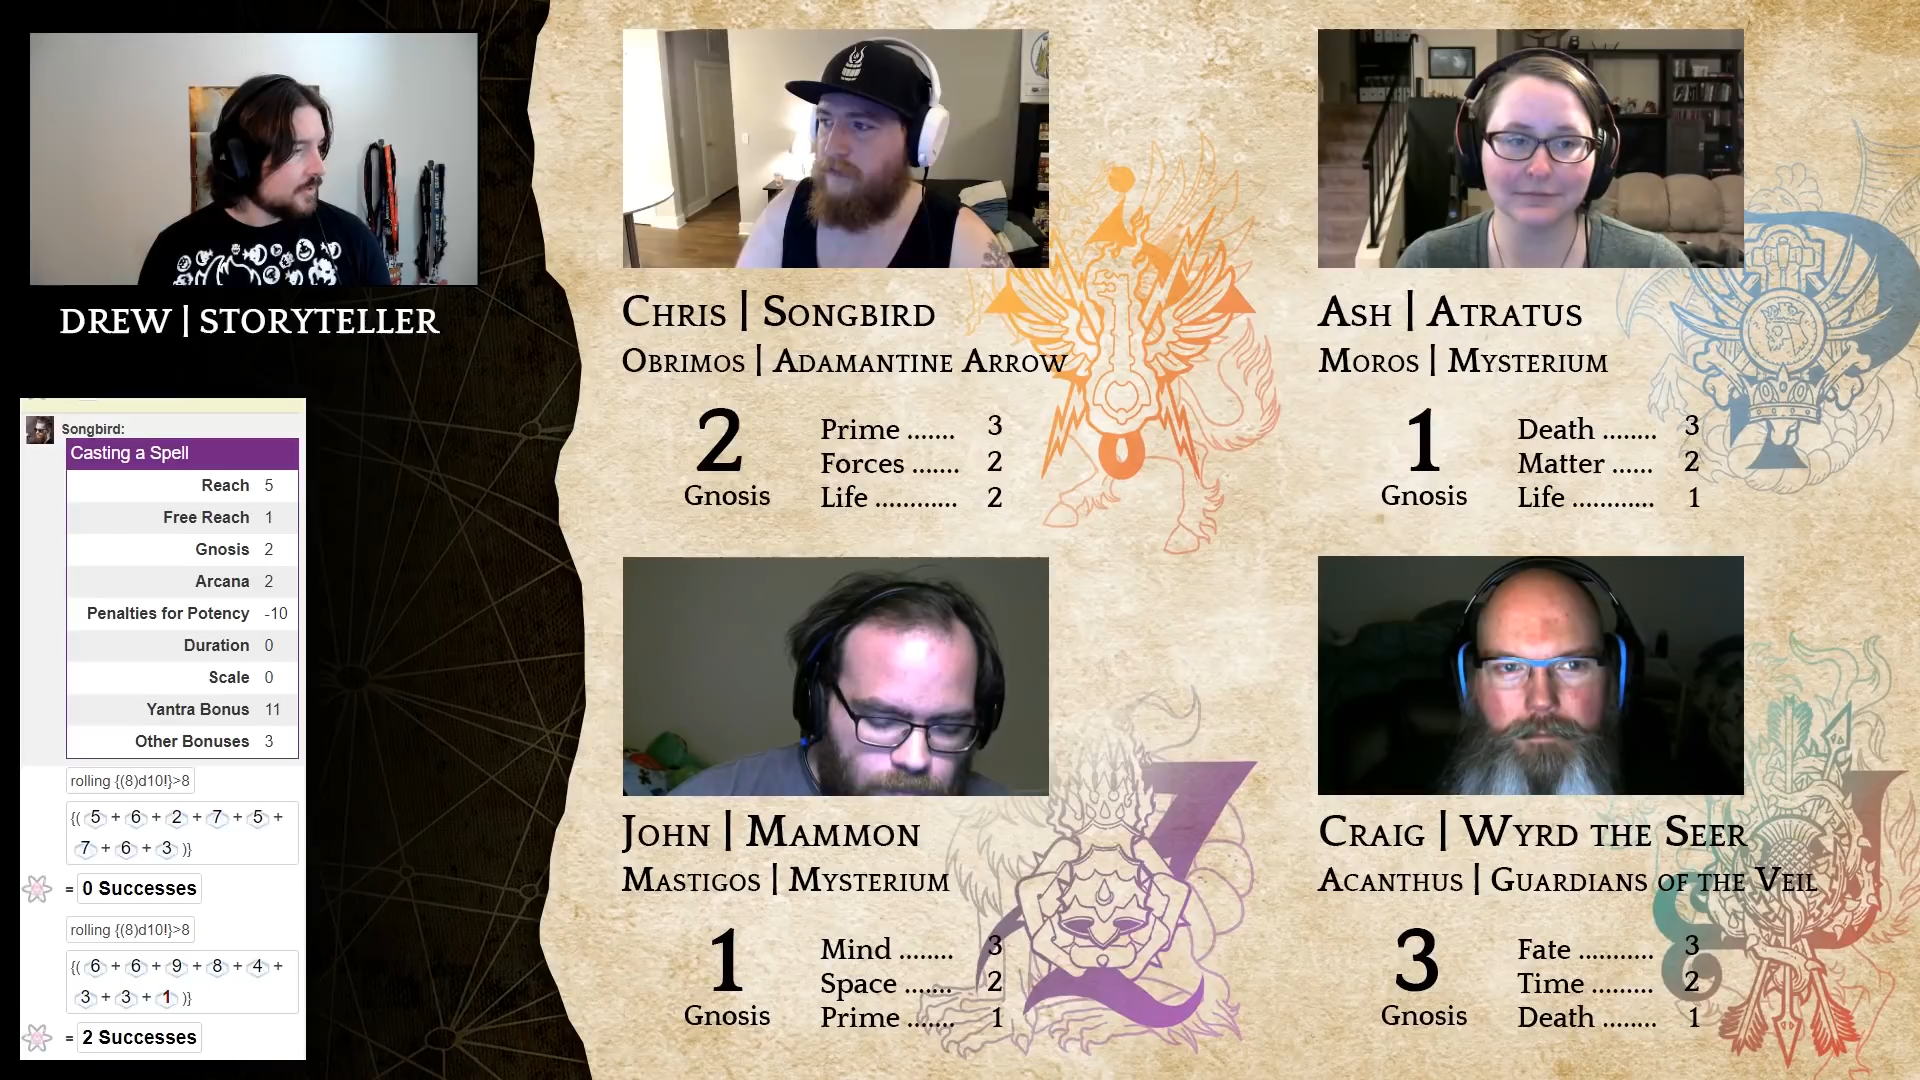 DREW | STORYTELLER
Songbird:
Casting a Spell
Reach 5
Free Reach 1
Gnosis 2
Arcana 2
Penalties for Potency -10
Duration 0
Scale 0
Yantra Bonus 11
Other Bonuses 3
rolling {(8)d10!}>8
{( 5 + 6 + 2 + 7 + 5 +
7 + 6 + 3 )}
= 0 Successes
rolling {(8)d10!}>8
{( 6 + 6 + 9 + 8 + 4 +
3 + 3 + 1 )}
= 2 Successes
Chris | Songbird
Obrimos | Adamantine Arrow
2
Gnosis
Prime ....... 3
Forces ....... 2
Life ............ 2
Ash | Atratus
Moros | Mysterium
1
Gnosis
Death ........ 3
Matter ...... 2
Life ............ 1
John | Mammon
Mastigos | Mysterium
1
Gnosis
Mind ........ 3
Space ....... 2
Prime ....... 1
Craig | Wyrd the Seer
Acanthus | Guardians of the Veil
3
Gnosis
Fate ........... 3
Time ......... 2
Death ........ 1